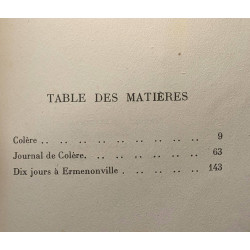 TABLE DES MATIÈRES
Colère .. .. .. .. .. .. .. .. 9
Journal de Colère. .. .. .. .. .. 63
Dix jours à Ermenonville .. .. .. .. 143